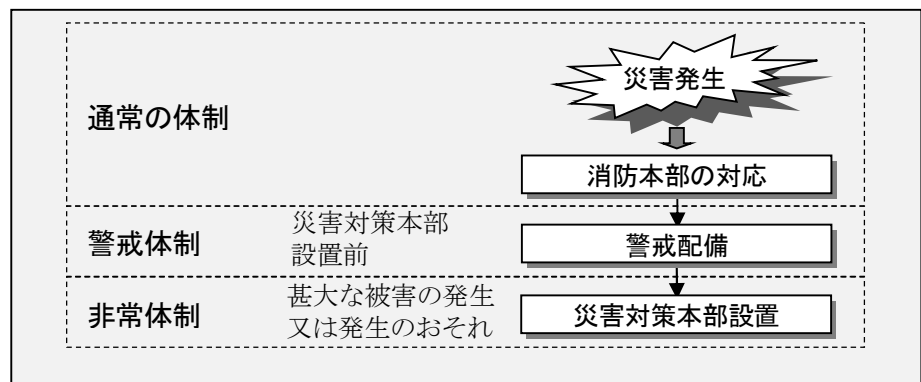 災害発生
通常の体制
消防本部の対応
警戒体制
災害対策本部
設置前
警戒配備
非常体制
甚大な被害の発生
又は発生のおそれ
災害対策本部設置